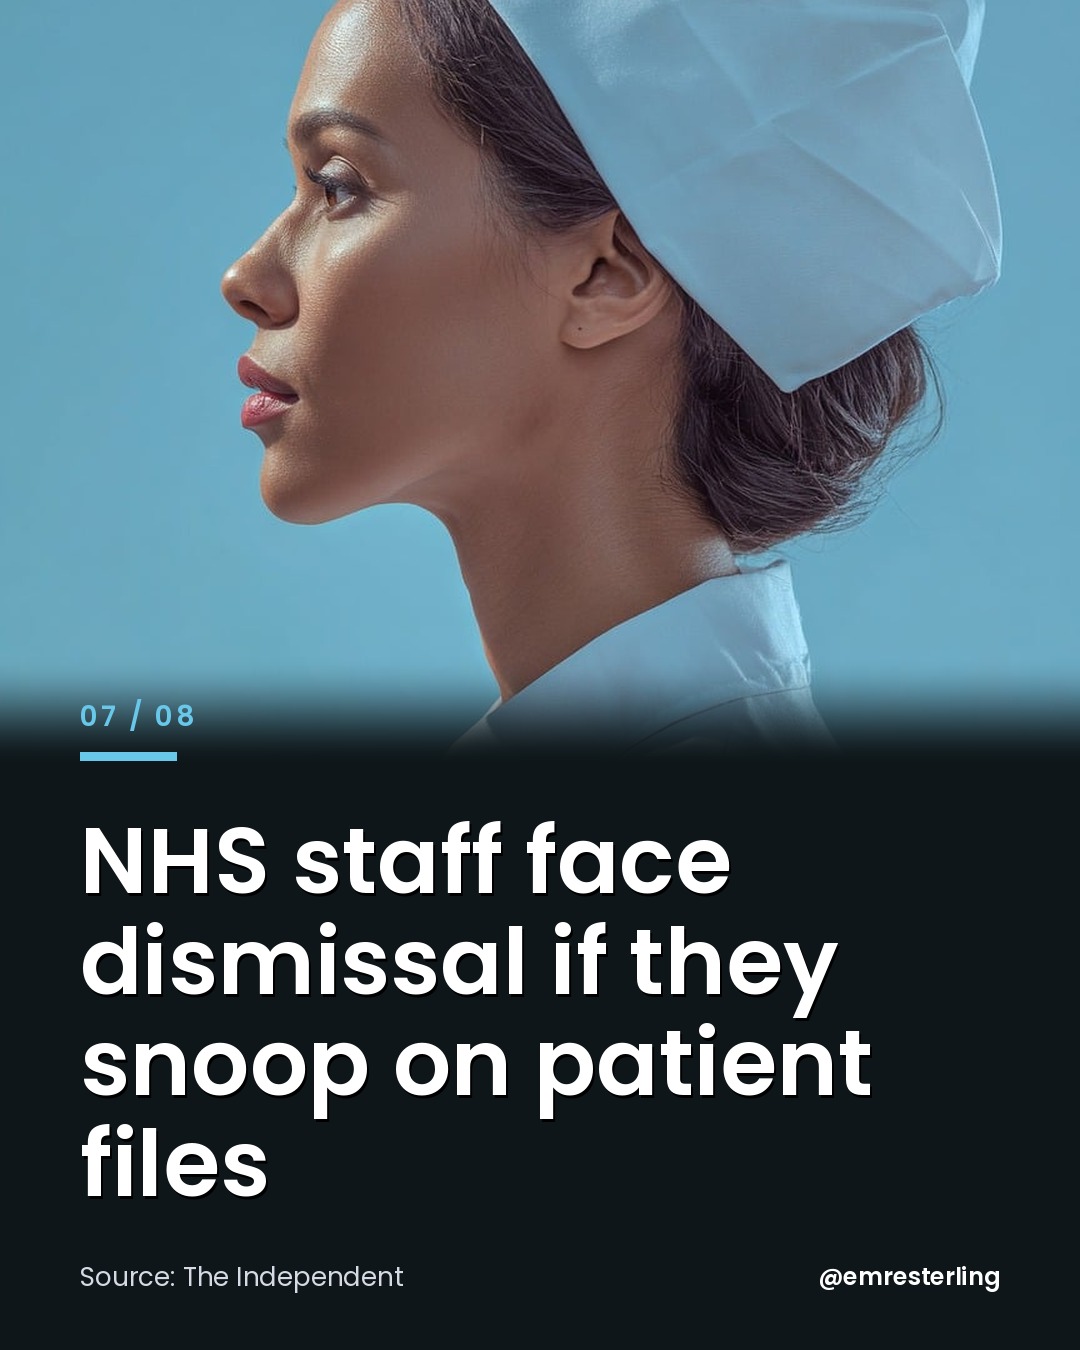 07 / 08
NHS staff face
dismissal if they
snoop on patient
files
Source: The Independent
@emresterling